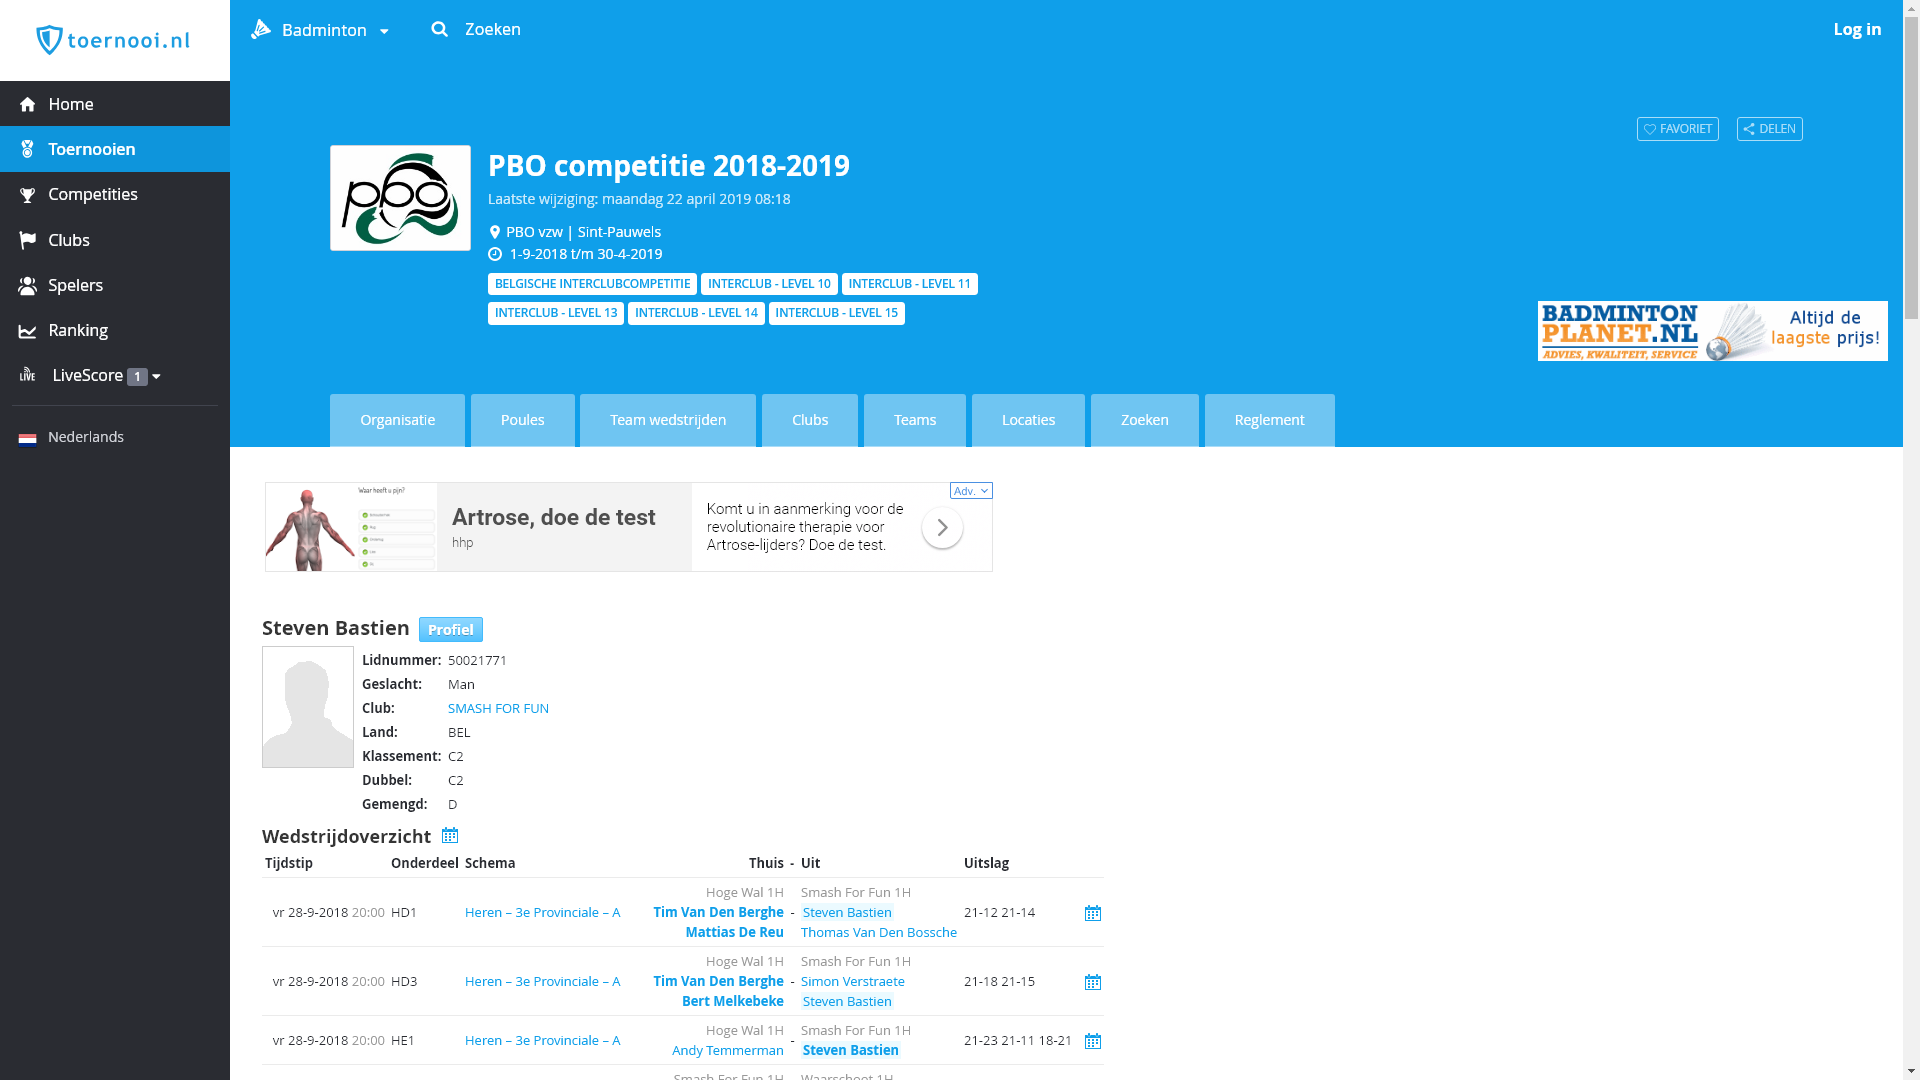 toernooi.nl
Badminton
Zoeken
Log in
Home
Toernooien
Competities
Clubs
Spelers
Ranking
LIVE LiveScore 1
Nederlands
FAVORIET
DELEN
pbo
PBO competitie 2018-2019
Laatste wijziging: maandag 22 april 2019 08:18
PBO vzw | Sint-Pauwels
1-9-2018 t/m 30-4-2019
BELGISCHE INTERCLUBCOMPETITIE INTERCLUB - LEVEL 10 INTERCLUB - LEVEL 11
INTERCLUB - LEVEL 13 INTERCLUB - LEVEL 14 INTERCLUB - LEVEL 15
BADMINTON
PLANET.NL
ADVIES, KWALITEIT, SERVICE
Altijd de
laagste prijs!
Organisatie Poules Team wedstrijden Clubs Teams Locaties Zoeken Reglement
Waar heeft u pijn?
Artrose, doe de test
hhp
Komt u in aanmerking voor de
revolutionaire therapie voor
Artrose-lijders? Doe de test.
Adv.
Steven Bastien Profiel
Lidnummer: 50021771
Geslacht: Man
Club: SMASH FOR FUN
Land: BEL
Klassement: C2
Dubbel: C2
Gemengd: D
Wedstrijdoverzicht
Tijdstip Onderdeel Schema Thuis - Uit Uitslag
Hoge Wal 1H Smash For Fun 1H
vr 28-9-2018 20:00 HD1 Heren – 3e Provinciale – A Tim Van Den Berghe - Steven Bastien 21-12 21-14
Mattias De Reu Thomas Van Den Bossche
Hoge Wal 1H Smash For Fun 1H
vr 28-9-2018 20:00 HD3 Heren – 3e Provinciale – A Tim Van Den Berghe - Simon Verstraete 21-18 21-15
Bert Melkebeke Steven Bastien
Hoge Wal 1H Smash For Fun 1H
vr 28-9-2018 20:00 HE1 Heren – 3e Provinciale – A Andy Temmerman - Steven Bastien 21-23 21-11 18-21
Smash For Fun 1H Waarschoot 1H